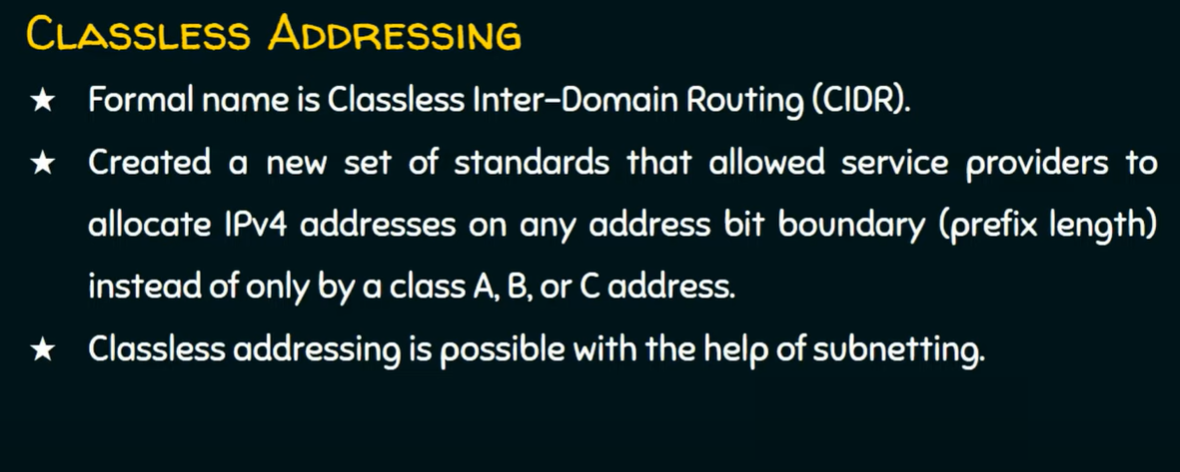 CLASSLESS ADDRESSING
★ Formal name is Classless Inter-Domain Routing (CIDR).
★ Created a new set of standards that allowed service providers to
allocate IPv4 addresses on any address bit boundary (prefix length)
instead of only by a class A, B, or C address.
★ Classless addressing is possible with the help of subnetting.